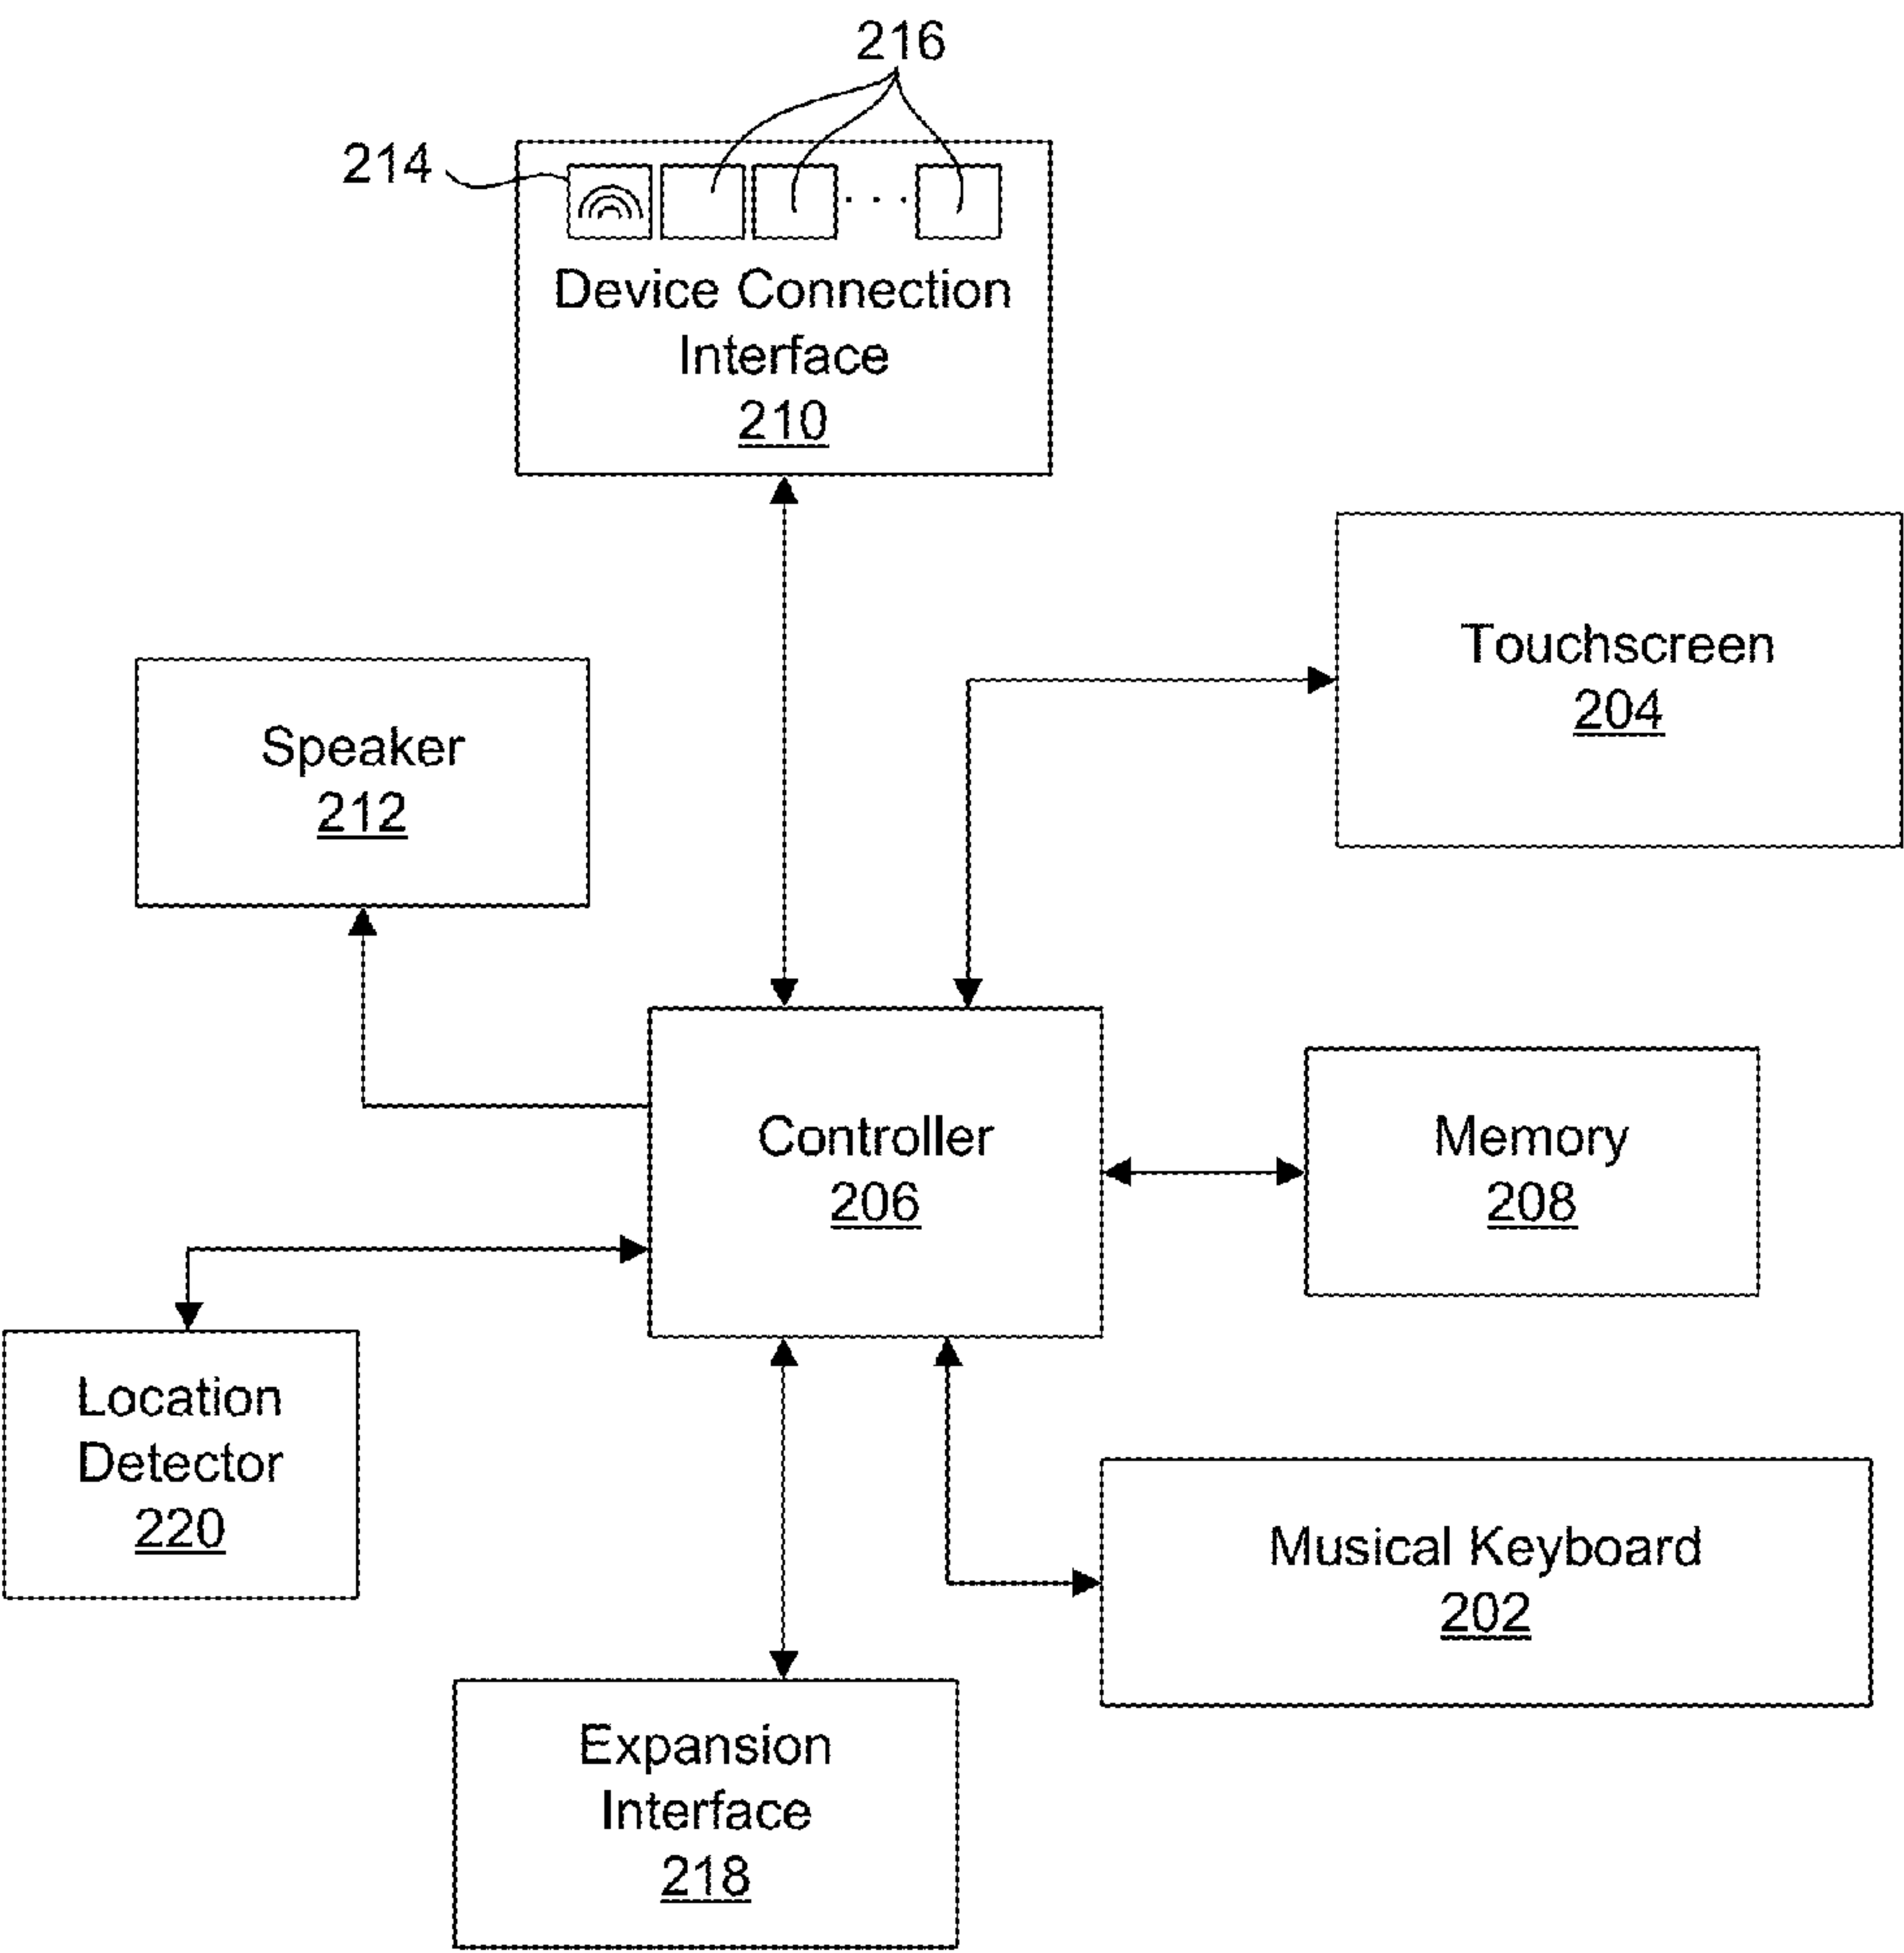 216
214
Device Connection
Interface
210
Touchscreen
204
Speaker
212
Controller
206
Memory
208
Location
Detector
220
Musical Keyboard
202
Expansion
Interface
218